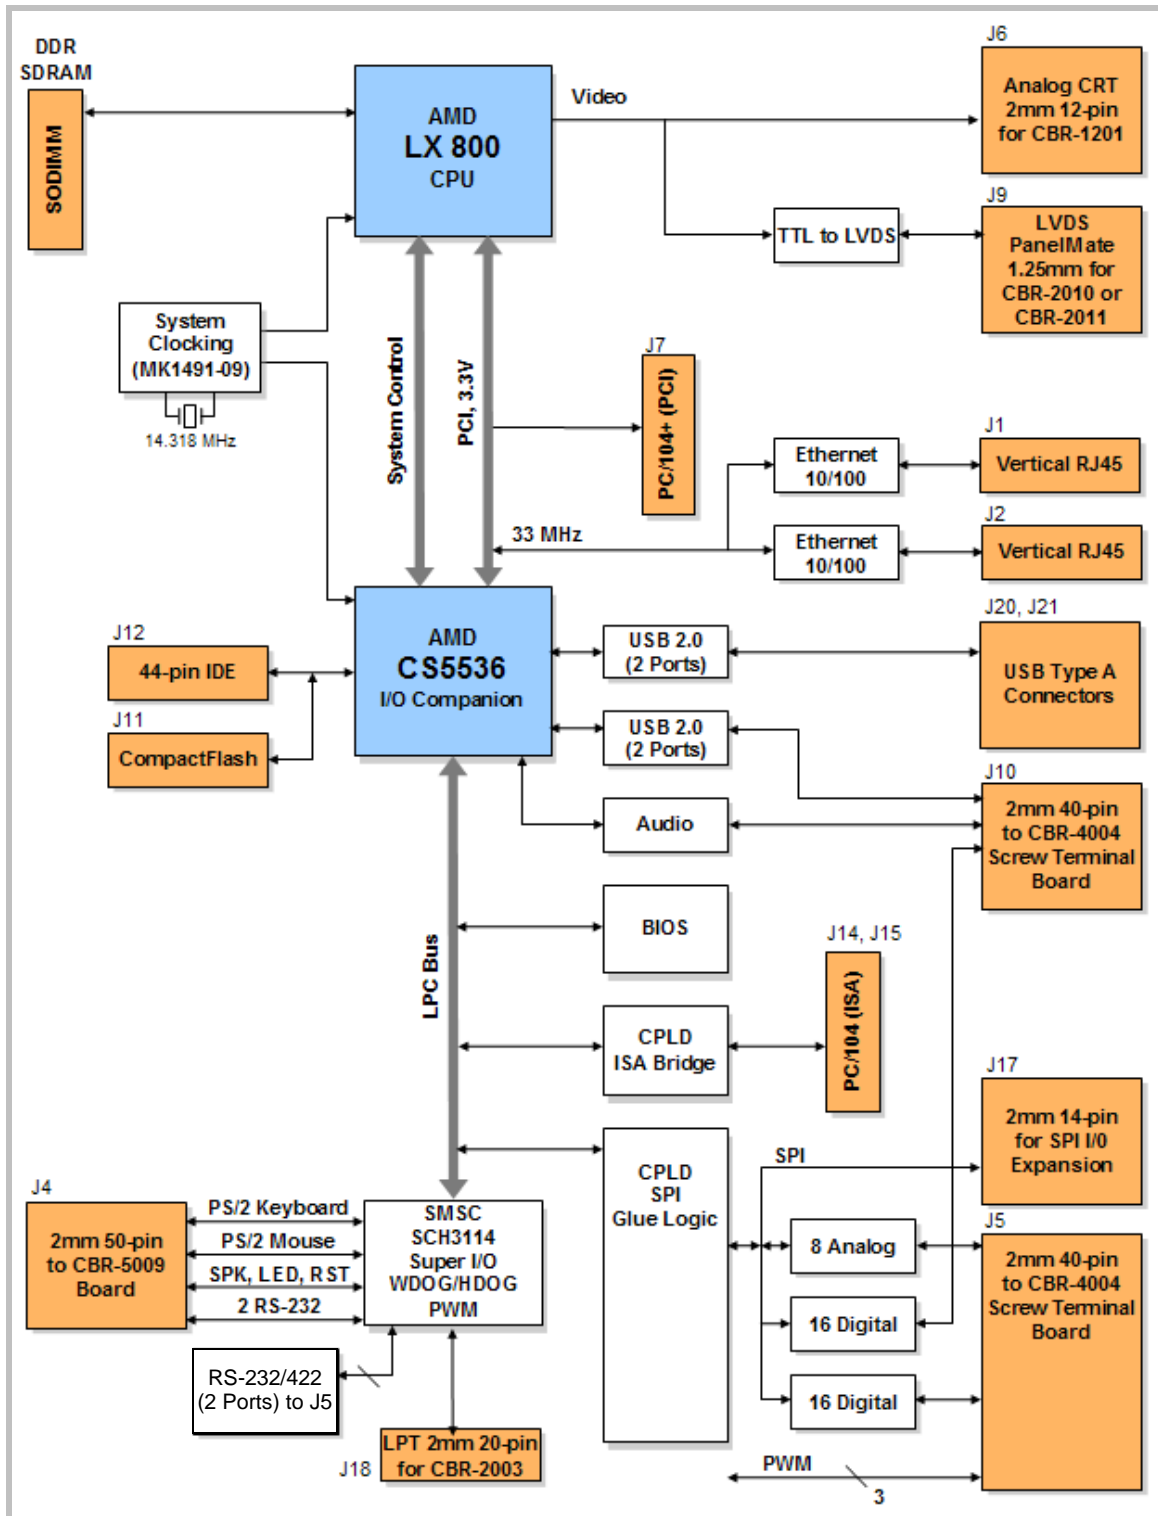 DDR
SDRAM
SODIMM
AMD
LX 800
CPU
Video
J6
Analog CRT
2mm 12-pin
for CBR-1201
TTL to LVDS
J9
LVDS
PanelMate
1.25mm for
CBR-2010 or
CBR-2011
System
Clocking
(MK1491-09)
14.318 MHz
System Control
PCI, 3.3V
J7
PC/104+ (PCI)
33 MHz
Ethernet
10/100
J1
Vertical RJ45
Ethernet
10/100
J2
Vertical RJ45
AMD
CS5536
I/O Companion
J12
44-pin IDE
J11
CompactFlash
USB 2.0
(2 Ports)
J20, J21
USB Type A
Connectors
USB 2.0
(2 Ports)
Audio
J10
2mm 40-pin
to CBR-4004
Screw Terminal
Board
LPC Bus
BIOS
CPLD
ISA Bridge
J14, J15
PC/104 (ISA)
J17
2mm 14-pin
for SPI I/0
Expansion
CPLD
SPI
Glue Logic
SPI
8 Analog
16 Digital
16 Digital
J5
2mm 40-pin
to CBR-4004
Screw Terminal
Board
PWM
3
J4
2mm 50-pin
to CBR-5009
Board
PS/2 Keyboard
PS/2 Mouse
SPK, LED, RST
2 RS-232
SMSC
SCH3114
Super I/O
WDOG/HDOG
PWM
RS-232/422
(2 Ports) to J5
J18
LPT 2mm 20-pin
for CBR-2003